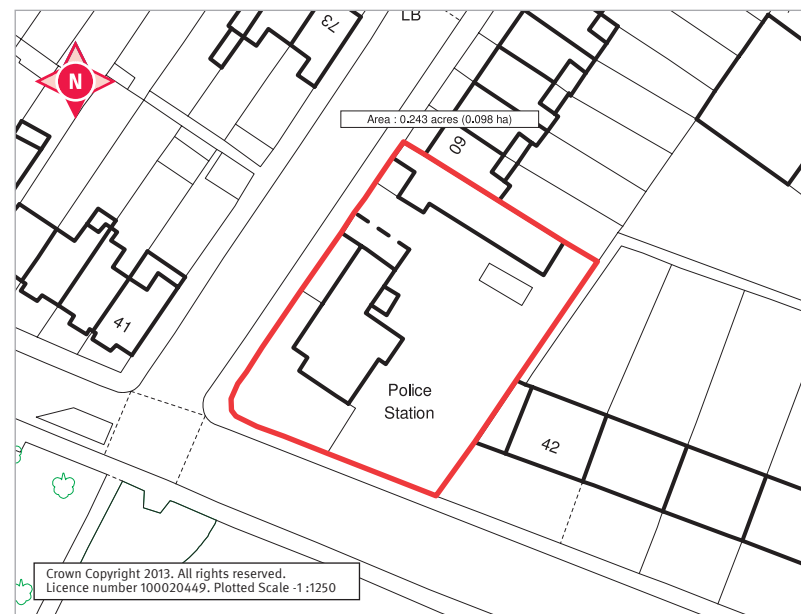 LB
73
N
Area : 0.243 acres (0.098 ha)
60
41
Police
Station
42
Crown Copyright 2013. All rights reserved.
Licence number 100020449. Plotted Scale -1 :1250